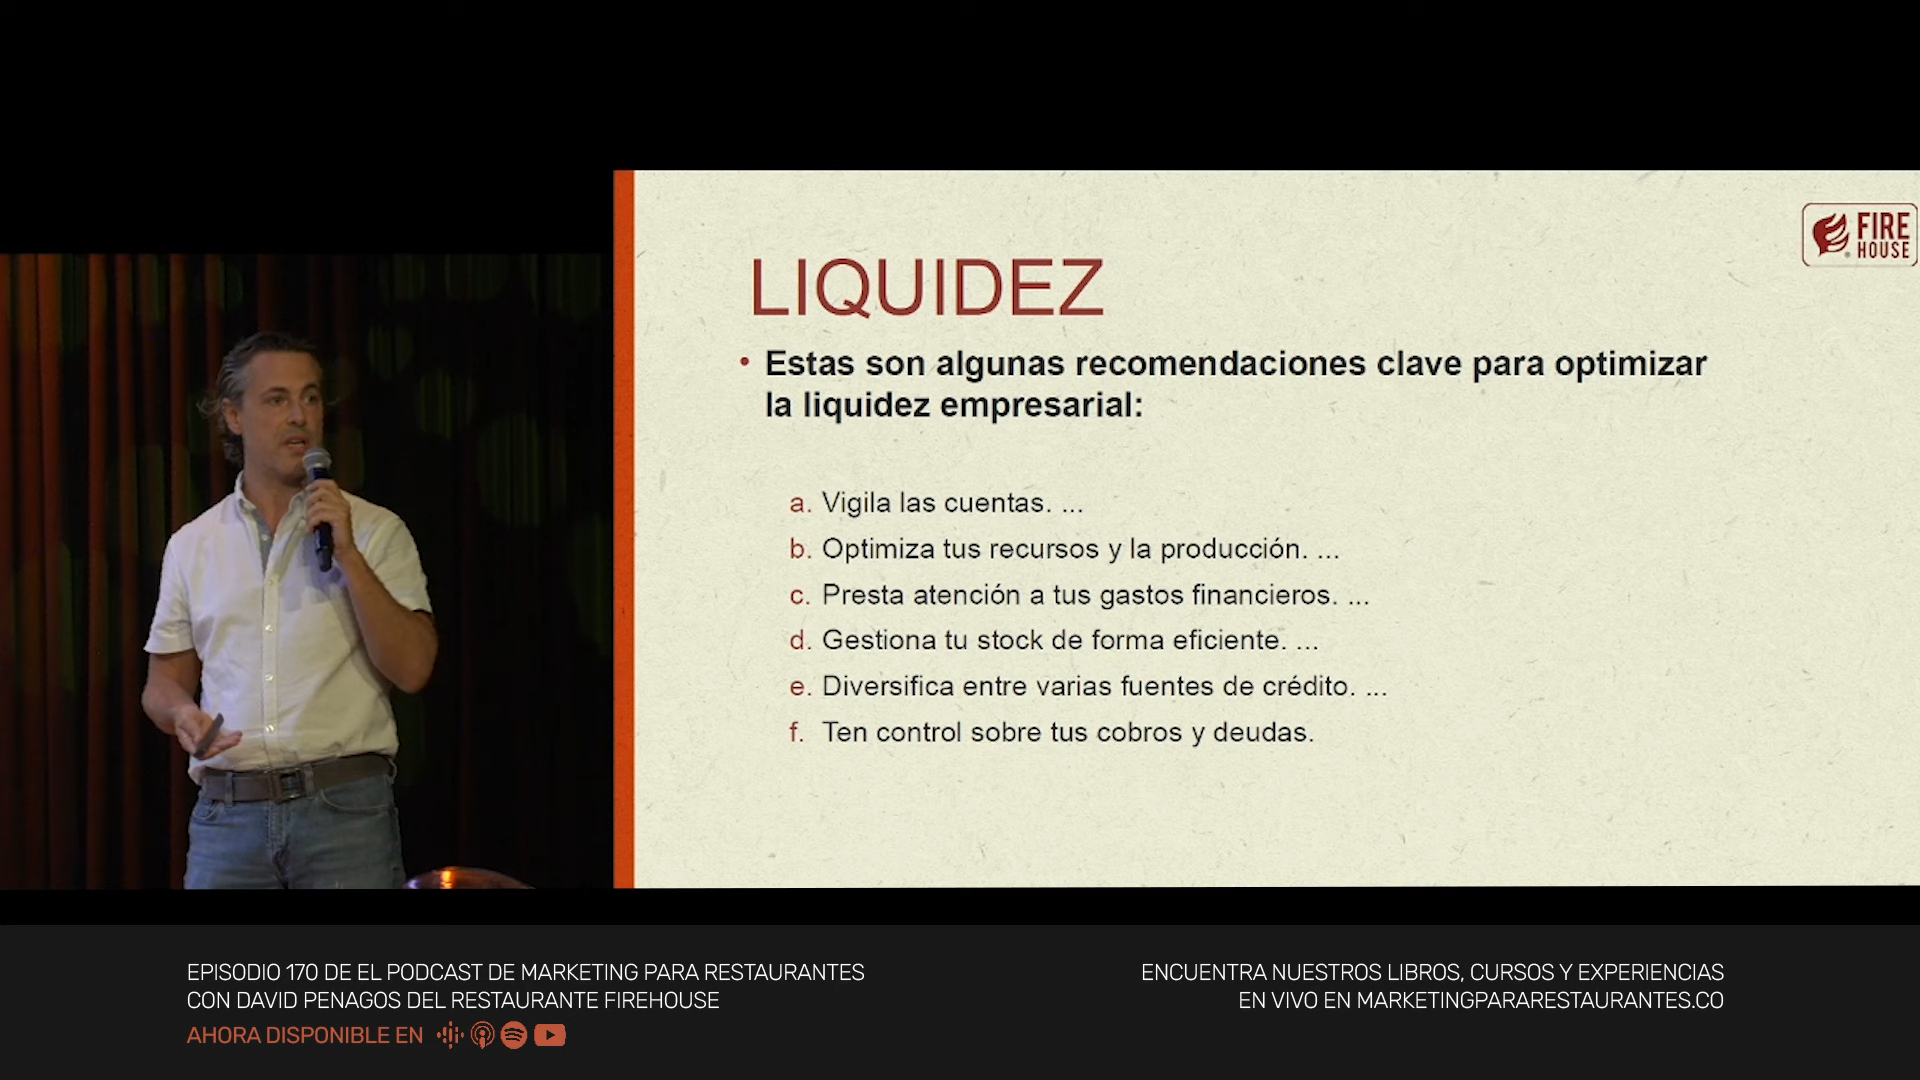 FIRE
HOUSE
LIQUIDEZ
• Estas son algunas recomendaciones clave para optimizar
la liquidez empresarial:
a. Vigila las cuentas. ...
b. Optimiza tus recursos y la producción. ...
c. Presta atención a tus gastos financieros. ...
d. Gestiona tu stock de forma eficiente. ...
e. Diversifica entre varias fuentes de crédito. ...
f. Ten control sobre tus cobros y deudas.
EPISODIO 170 DE EL PODCAST DE MARKETING PARA RESTAURANTES
CON DAVID PENAGOS DEL RESTAURANTE FIREHOUSE
AHORA DISPONIBLE EN
ENCUENTRA NUESTROS LIBROS, CURSOS Y EXPERIENCIAS
EN VIVO EN MARKETINGPARARESTAURANTES.CO